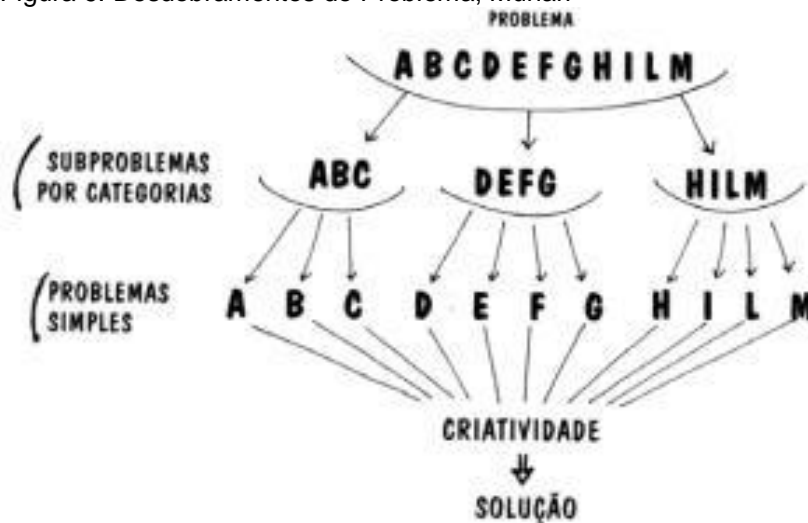 PROBLEMA
ABCDEFGHILM
SUBPROBLEMAS
POR CATEGORIAS
ABC DEFG HILM
PROBLEMAS
SIMPLES
A B C D E F G H I L M
CRIATIVIDADE
SOLUÇÃO